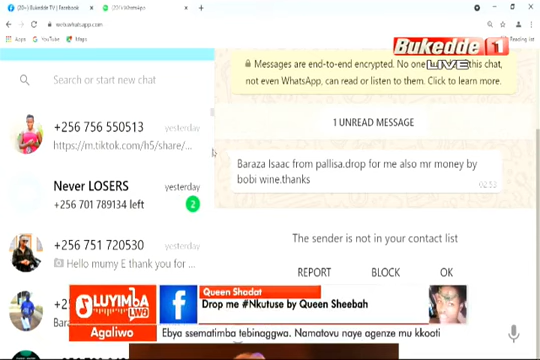 (20+) Bukedde TV | Facebook
(20) WhatsApp
web.whatsapp.com
Apps
YouTube
Maps
Reading list
Bukedde 1
LIVE
Search or start new chat
Messages are end-to-end encrypted. No one this chat,
not even WhatsApp, can read or listen to them. Click to learn more.
+256 756 550513
yesterday
https://m.tiktok.com/h5/share/...
1 UNREAD MESSAGE
Baraza Isaac from pallisa.drop for me also mr money by
bobi wine.thanks
02:53
Never LOSERS
yesterday
+256 701 789134 left
2
+256 751 720530
yesterday
Hello mumy E thank you for ...
The sender is not in your contact list
REPORT
BLOCK
OK
+2
Bara
OLUYIMBA
LWO
Agaliwo
Queen Shadat
Drop me #Nkutuse by Queen Sheebah
Ebya ssematimba tebinaggwa. Namatovu naye agenze mu kkooti